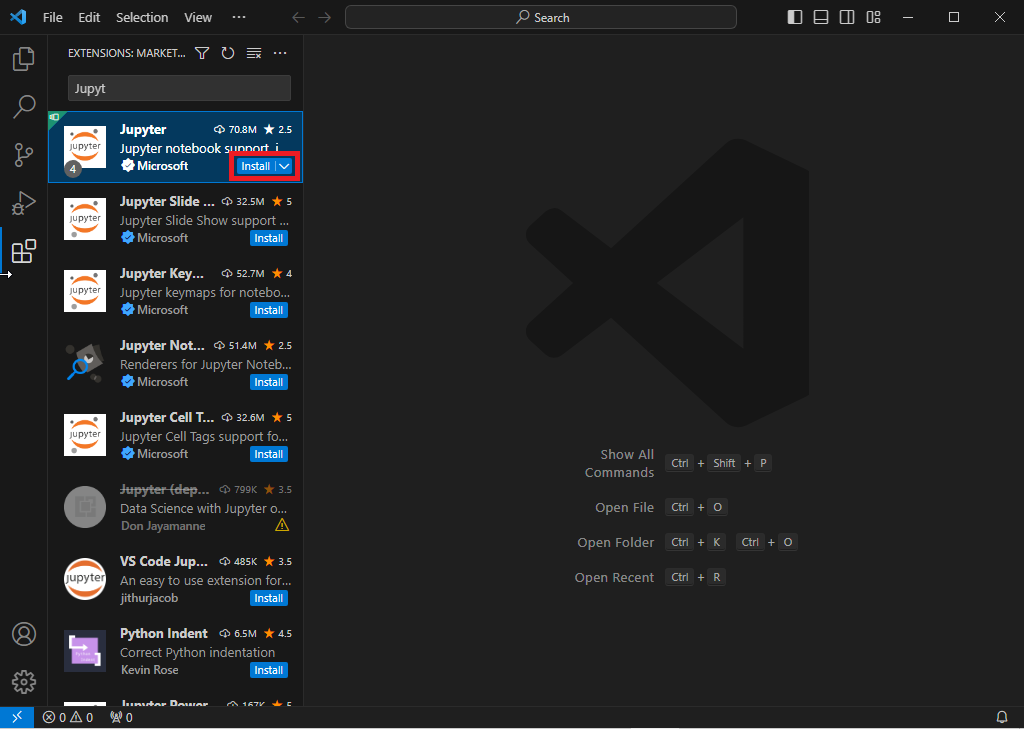 File Edit Selection View ··· Search
EXTENSIONS: MARKET...
Jupyt
Jupyter 70.8M 2.5
Jupyter notebook support, i
Microsoft Install
4
jupyter
Jupyter Slide ... 32.5M 5
Jupyter Slide Show support ...
Microsoft Install
jupyter
Jupyter Key... 52.7M 4
Jupyter keymaps for notebo...
Microsoft Install
jupyter
Jupyter Not... 51.4M 2.5
Renderers for Jupyter Noteb...
Microsoft Install
Jupyter Cell T... 32.6M 5
Jupyter Cell Tags support fo...
Microsoft Install
jupyter
Jupyter (dep... 799K 3.5
Data Science with Jupyter o...
Don Jayamanne
VS Code Jup... 485K 3.5
An easy to use extension for...
jithurjacob Install
jupyter
Python Indent 6.5M 4.5
Correct Python indentation
Kevin Rose Install
Jupyter Power 167K 5
Show All
Commands Ctrl + Shift + P
Open File Ctrl + O
Open Folder Ctrl + K Ctrl + O
Open Recent Ctrl + R
0 0 0